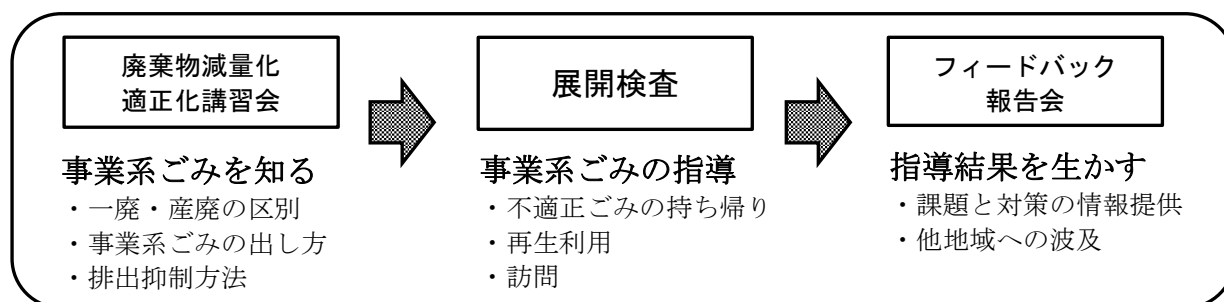 廃棄物減量化
適正化講習会
事業系ごみを知る
・一廃・産廃の区別
・事業系ごみの出し方
・排出抑制方法
展開検査
事業系ごみの指導
・不適正ごみの持ち帰り
・再生利用
・訪問
フィードバック
報告会
指導結果を生かす
・課題と対策の情報提供
・他地域への波及